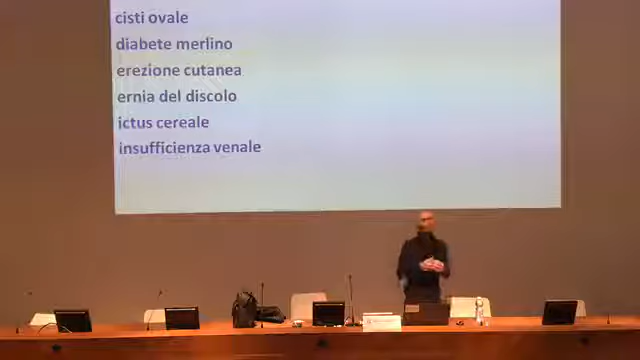 cisti ovale
diabete merlino
erezione cutanea
ernia del discolo
ictus cereale
insufficienza venale